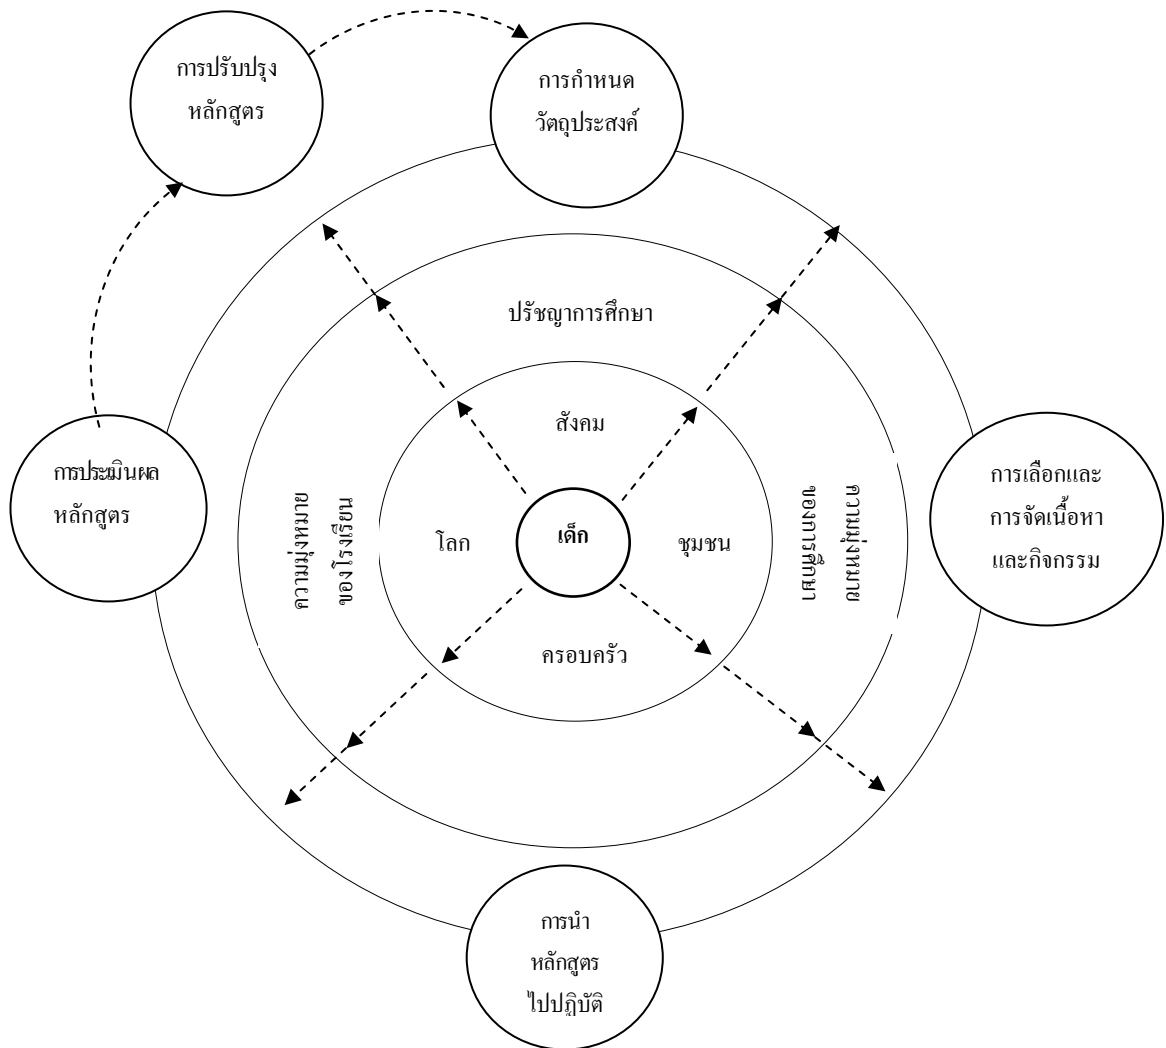 การปรับปรุง
หลักสูตร
การกำหนด
วัตถุประสงค์
ปรัชญาการศึกษา
สังคม
การประเมินผล
หลักสูตร
ความมุ่งหมาย
ของโรงเรียน
โลก
เด็ก
ชุมชน
ความมุ่งหมาย
ของการศึกษา
การเลือกและ
การจัดเนื้อหา
และกิจกรรม
ครอบครัว
การนำ
หลักสูตร
ไปปฏิบัติ